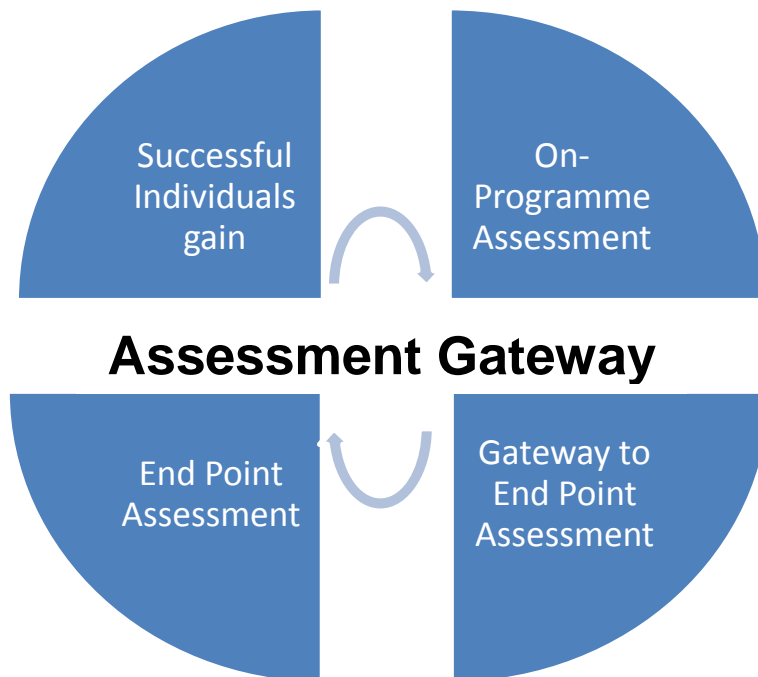 Successful
Individuals
gain
On-
Programme
Assessment
Assessment Gateway
End Point
Assessment
Gateway to
End Point
Assessment